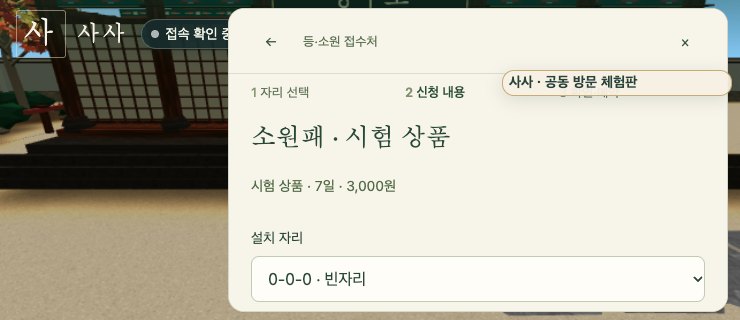 사 사사 접속 확인 중
← 등·소원 접수처 ×
사사 · 공동 방문 체험판
1 자리 선택 2 신청 내용
소원패 · 시험 상품
시험 상품 · 7일 · 3,000원
설치 자리
0-0-0 · 빈자리